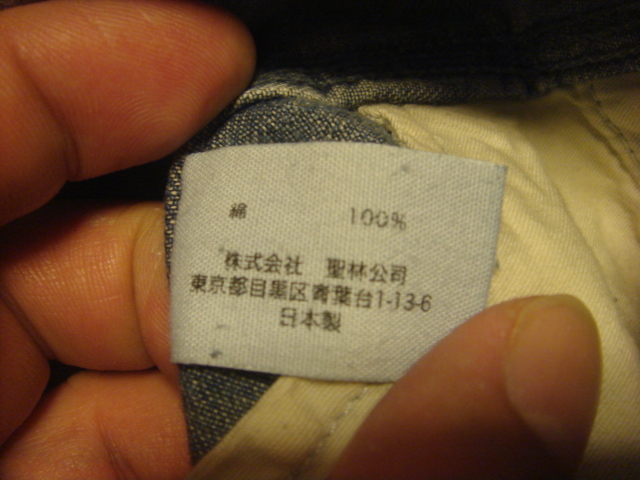 綿 100%
株式会社 聖林公司
東京都目黒区青葉台1-13-6
日本製